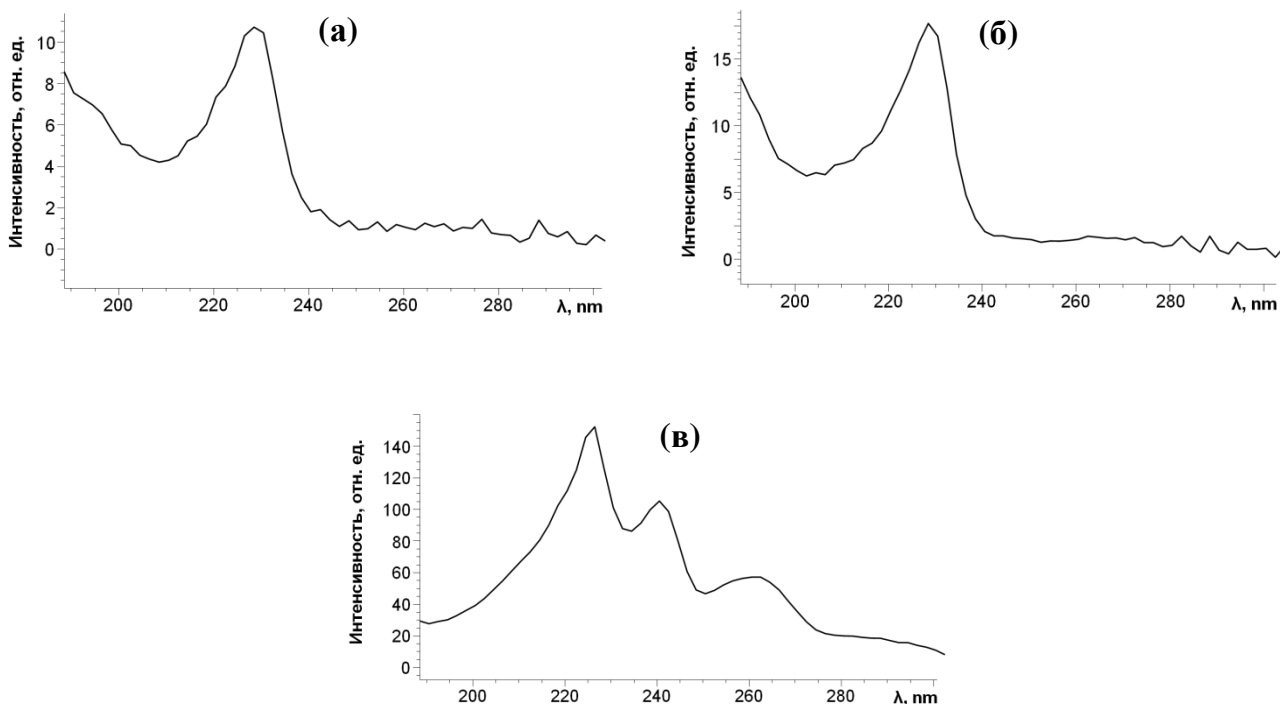 (а)
Интенсивность, отн. ед.
10
8
6
4
2
0
200 220 240 260 280 λ, nm
(б)
Интенсивность, отн. ед.
15
10
5
0
200 220 240 260 280 λ, nm
(в)
Интенсивность, отн. ед.
140
120
100
80
60
40
20
0
200 220 240 260 280 λ, nm